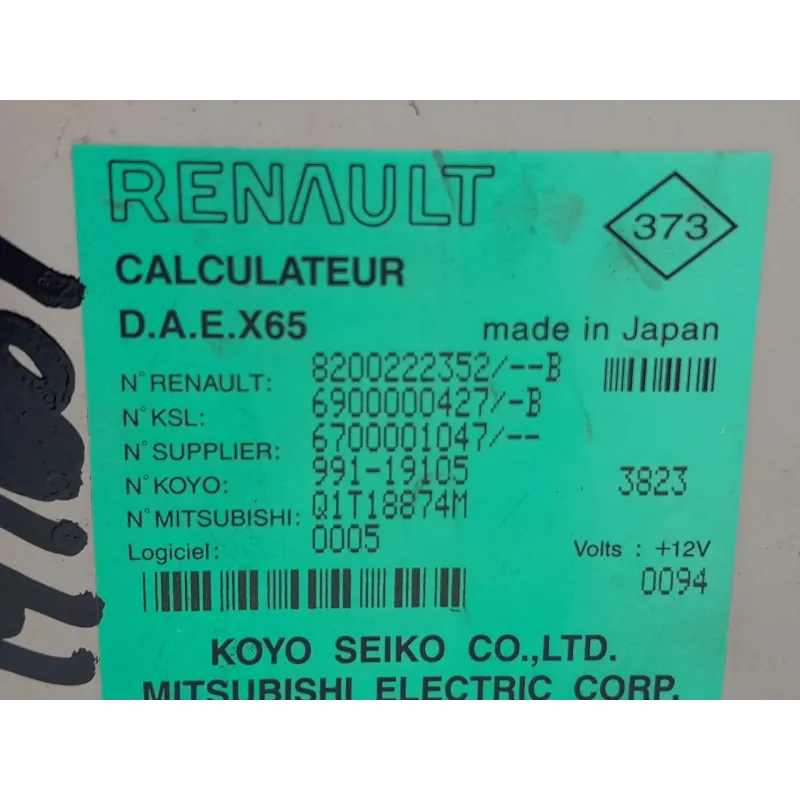 RENAULT
373
CALCULATEUR
D.A.E.X65
made in Japan
N° RENAULT: 8200222352/--B
N° KSL: 6900000427/-B
N° SUPPLIER: 6700001047/--
N° KOYO: 991-19105
3823
N° MITSUBISHI: Q1T18874M
Logiciel: 0005
Volts : +12V
0094
KOYO SEIKO CO.,LTD.
MITSUBISHI ELECTRIC CORP.